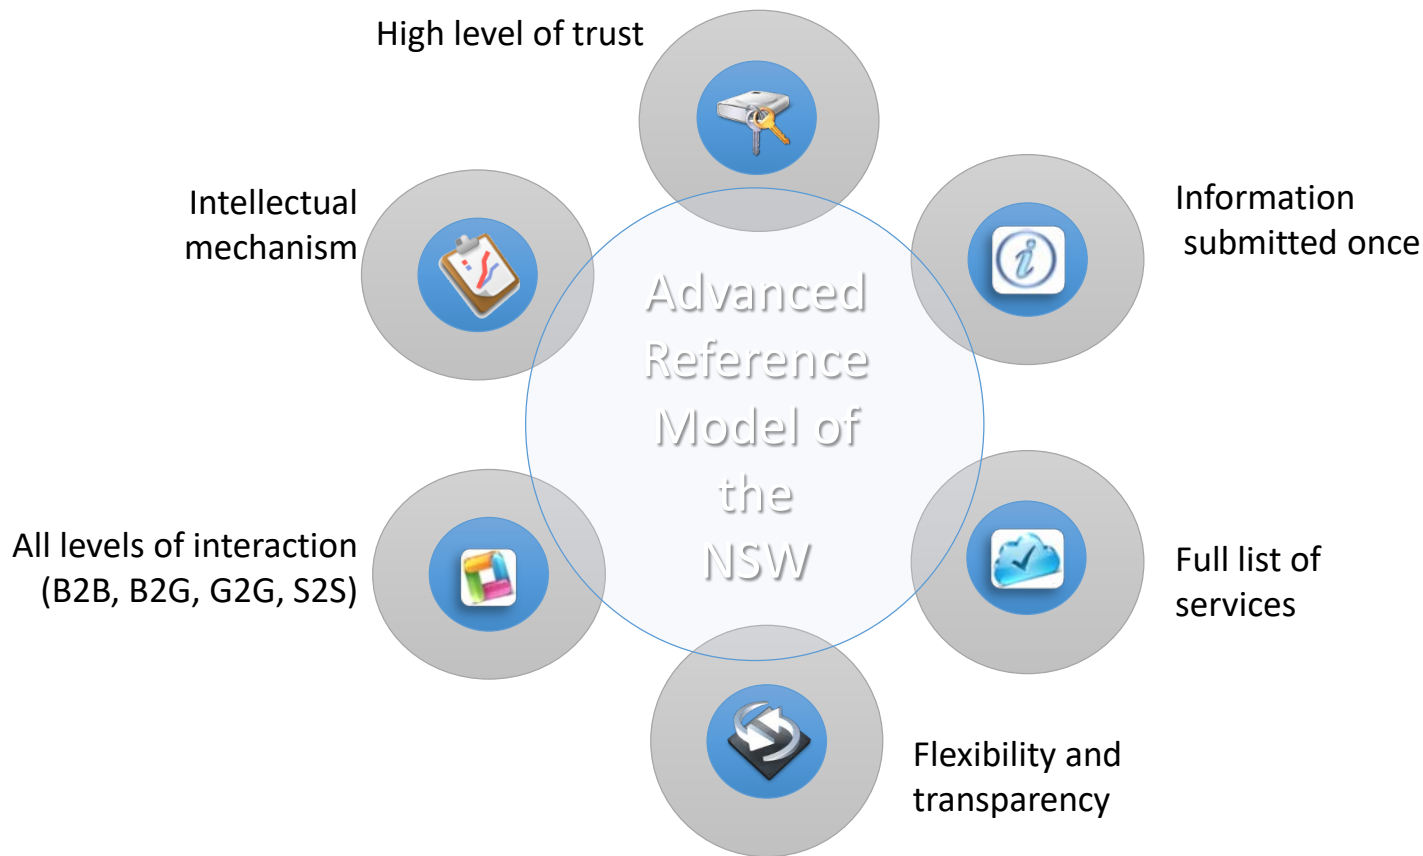 High level of trust
Intellectual
mechanism
Information
submitted once
Advanced
Reference
Model of
the
NSW
All levels of interaction
(B2B, B2G, G2G, S2S)
Full list of
services
Flexibility and
transparency